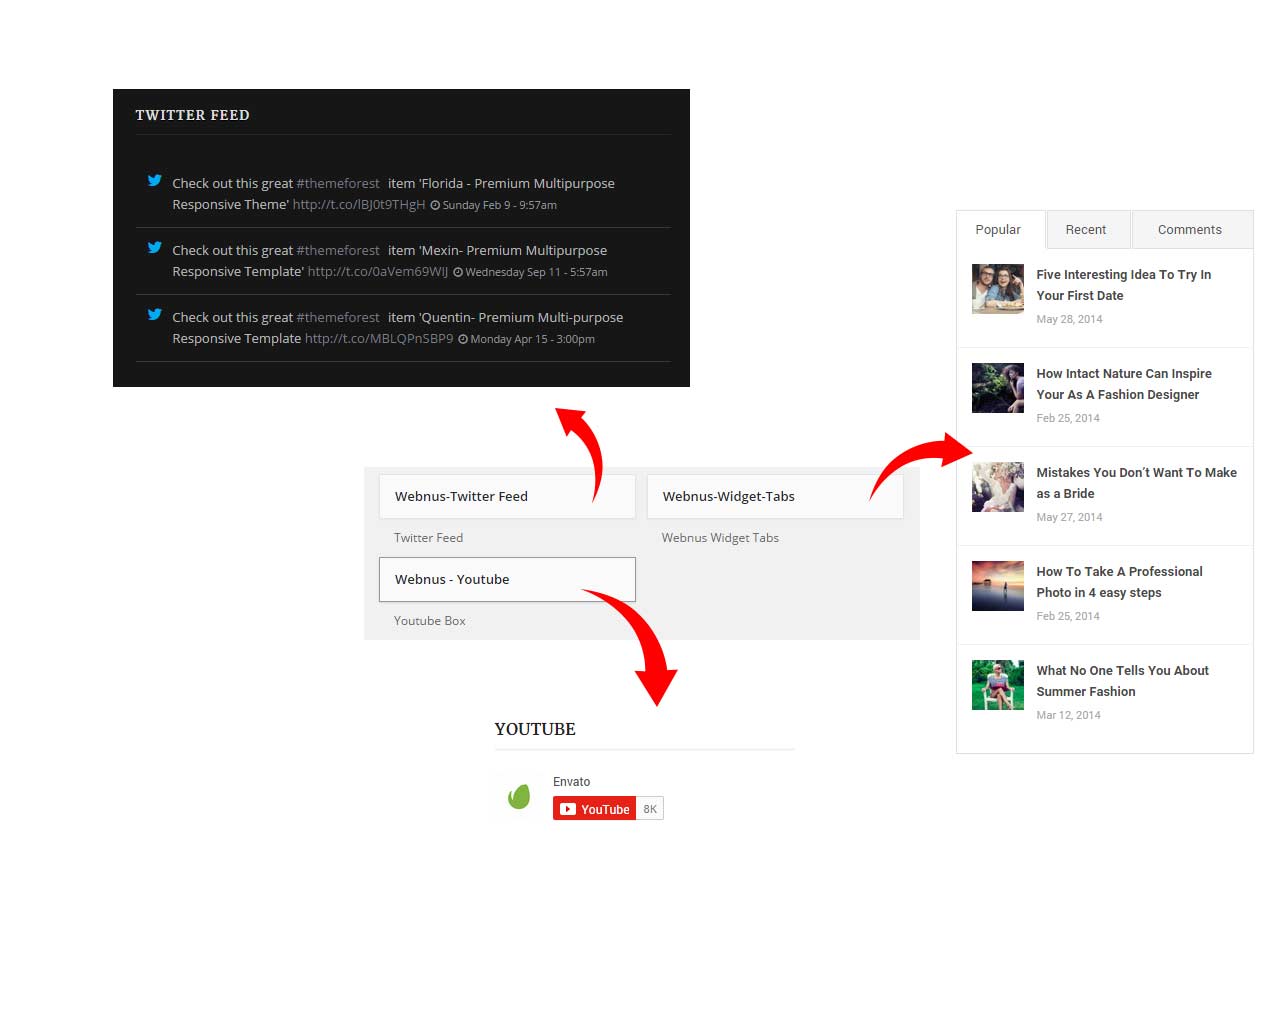 TWITTER FEED
Check out this great #themeforest item 'Florida - Premium Multipurpose
Responsive Theme' http://t.co/lBJ0t9THgH Sunday Feb 9 - 9:57am
Check out this great #themeforest item 'Mexin- Premium Multipurpose
Responsive Template' http://t.co/0aVem69WIJ Wednesday Sep 11 - 5:57am
Check out this great #themeforest item 'Quentin- Premium Multi-purpose
Responsive Template http://t.co/MBLQPnSBP9 Monday Apr 15 - 3:00pm
Webnus-Twitter Feed
Twitter Feed
Webnus-Widget-Tabs
Webnus Widget Tabs
Webnus - Youtube
Youtube Box
YOUTUBE
Envato
YouTube 8K
Popular Recent Comments
Five Interesting Idea To Try In
Your First Date
May 28, 2014
How Intact Nature Can Inspire
Your As A Fashion Designer
Feb 25, 2014
Mistakes You Don't Want To Make
as a Bride
May 27, 2014
How To Take A Professional
Photo in 4 easy steps
Feb 25, 2014
What No One Tells You About
Summer Fashion
Mar 12, 2014